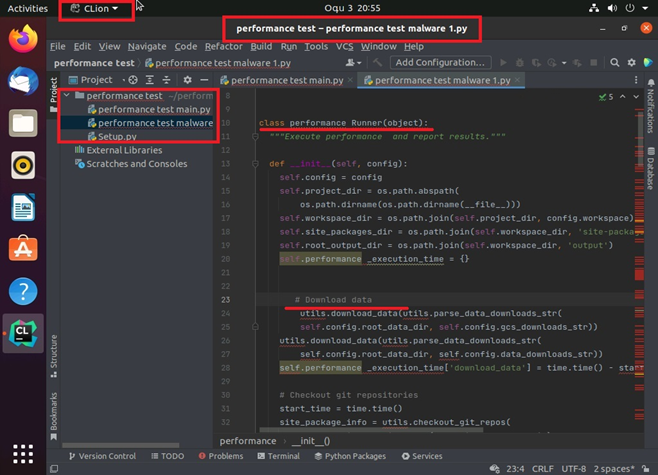 Activities
CLion
Oqu 3 20:55
performance test – performance test malware 1.py
File Edit View Navigate Code Refactor Build Run Tools VCS Window Help
performance test
performance test malware 1.py
Add Configuration...
Project
performance test main.py
performance test malware 1.py
performance test ~/perform
performance test main.py
performance test malware
Setup.py
External Libraries
Scratches and Consoles
Project
Structure
Bookmarks
Notifications
Database
5
8
9
10 class performance Runner(object):
11 """Execute performance  and report results."""
12
13 def __init__(self, config):
14 self.config = config
15 self.project_dir = os.path.abspath(
16 os.path.dirname(os.path.dirname(__file__)))
17 self.workspace_dir = os.path.join(self.project_dir, config.workspace)
18 self.site_packages_dir = os.path.join(self.workspace_dir, 'site-packag
19 self.root_output_dir = os.path.join(self.workspace_dir, 'output')
20 self.performance _execution_time = {}
21
22
23 # Download data
24 utils.download_data(utils.parse_data_downloads_str(
25 self.config.root_data_dir, self.config.gcs_downloads_str))
26 utils.download_data(utils.parse_data_downloads_str(
27 self.config.root_data_dir, self.config.data_downloads_str))
28 self.performance _execution_time['download_data'] = time.time() - start
29
30 # Checkout git repositories
31 start_time = time.time()
32 site_package_info = utils.checkout_git_repos(
performance
__init__()
Version Control TODO Problems Terminal Python Packages Services
23:4 CRLF UTF-8 2 spaces*